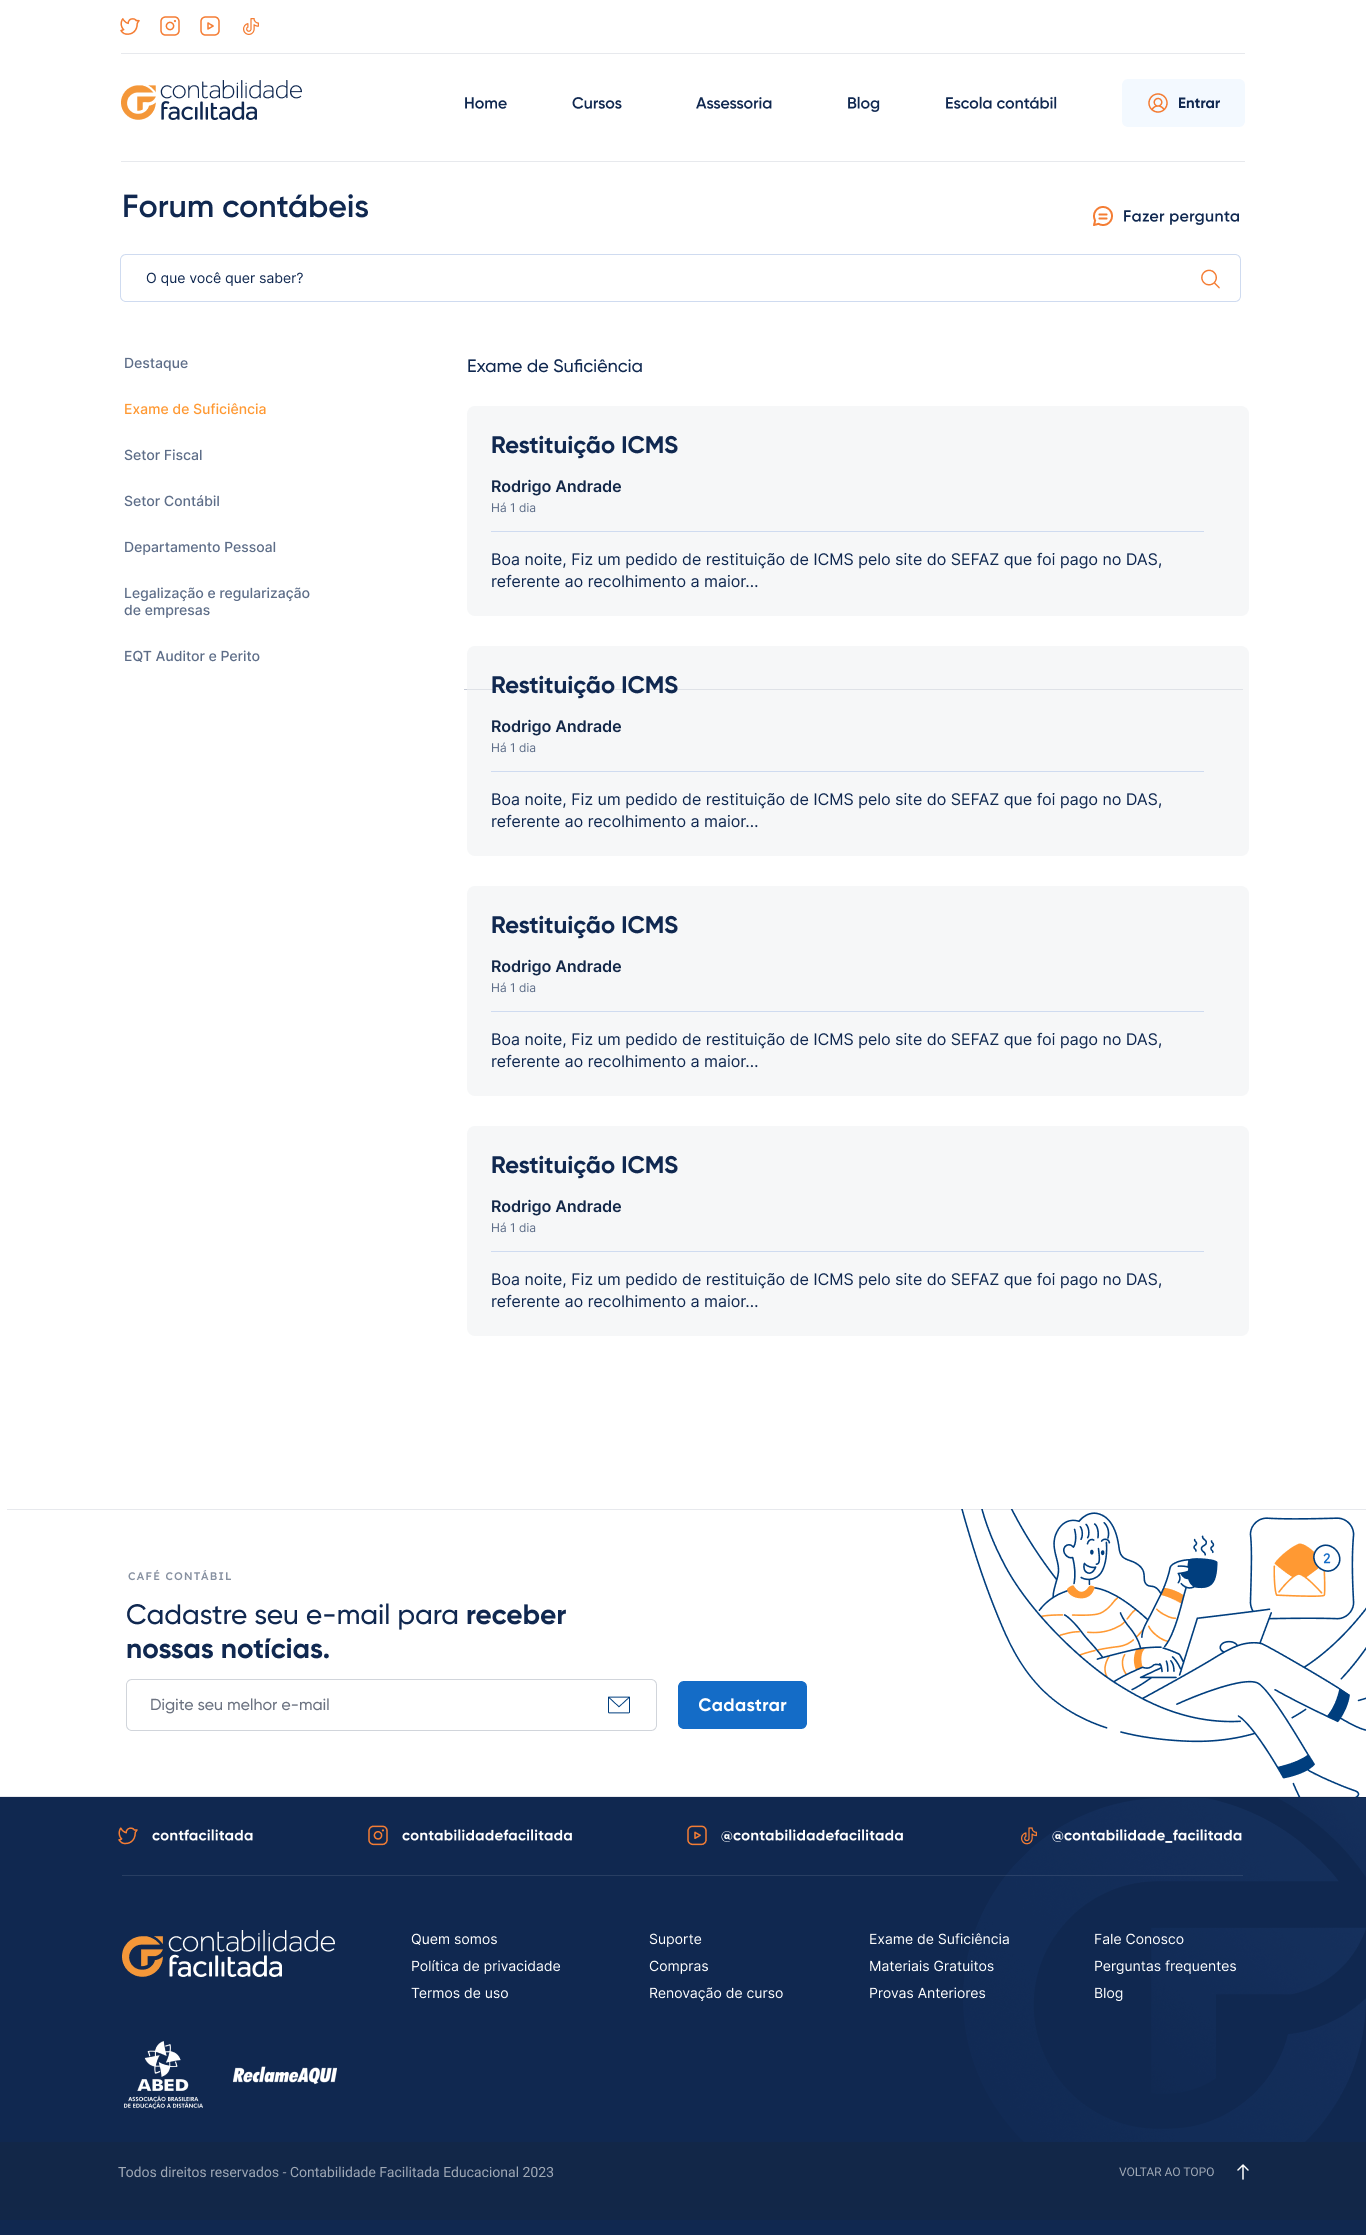 contabilidade
facilitada
Home
Cursos
Assessoria
Blog
Escola contábil
Entrar
Forum contábeis
Fazer pergunta
O que você quer saber?
Destaque
Exame de Suficiência
Setor Fiscal
Setor Contábil
Departamento Pessoal
Legalização e regularização
de empresas
EQT Auditor e Perito
Exame de Suficiência
Restituição ICMS
Rodrigo Andrade
Há 1 dia
Boa noite, Fiz um pedido de restituição de ICMS pelo site do SEFAZ que foi pago no DAS,
referente ao recolhimento a maior...
Restituição ICMS
Rodrigo Andrade
Há 1 dia
Boa noite, Fiz um pedido de restituição de ICMS pelo site do SEFAZ que foi pago no DAS,
referente ao recolhimento a maior...
Restituição ICMS
Rodrigo Andrade
Há 1 dia
Boa noite, Fiz um pedido de restituição de ICMS pelo site do SEFAZ que foi pago no DAS,
referente ao recolhimento a maior...
Restituição ICMS
Rodrigo Andrade
Há 1 dia
Boa noite, Fiz um pedido de restituição de ICMS pelo site do SEFAZ que foi pago no DAS,
referente ao recolhimento a maior...
CAFÉ CONTÁBIL
Cadastre seu e-mail para receber
nossas notícias.
Digite seu melhor e-mail
Cadastrar
2
contfacilitada
contabilidadefacilitada
@contabilidadefacilitada
@contabilidade_facilitada
contabilidade
facilitada
Quem somos
Política de privacidade
Termos de uso
Suporte
Compras
Renovação de curso
Exame de Suficiência
Materiais Gratuitos
Provas Anteriores
Fale Conosco
Perguntas frequentes
Blog
ABED
ASSOCIAÇÃO BRASILEIRA
DE EDUCAÇÃO A DISTÂNCIA
ReclameAQUI
Todos direitos reservados - Contabilidade Facilitada Educacional 2023
VOLTAR AO TOPO